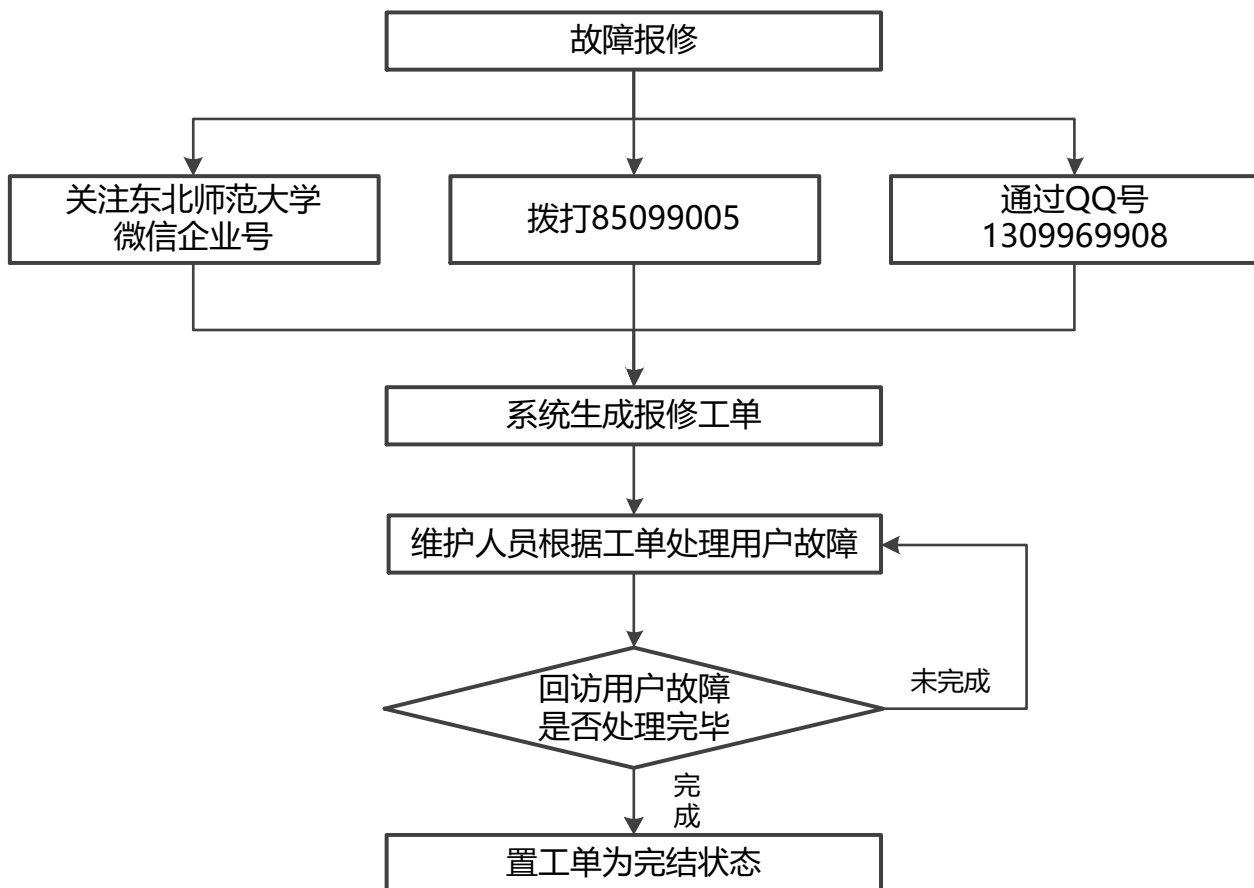 故障报修
关注东北师范大学
微信企业号
拨打85099005
通过QQ号
1309969908
系统生成报修工单
维护人员根据工单处理用户故障
回访用户故障
是否处理完毕
未完成
完
成
置工单为完结状态